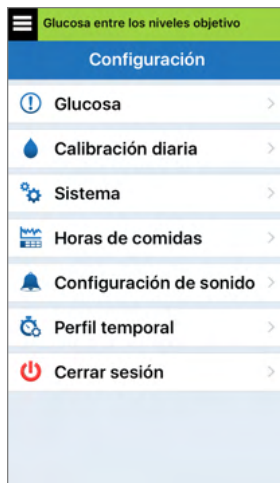 Glucosa entre los niveles objetivo
Configuración
Glucosa
Calibración diaria
Sistema
Horas de comidas
Configuración de sonido
Perfil temporal
Cerrar sesión